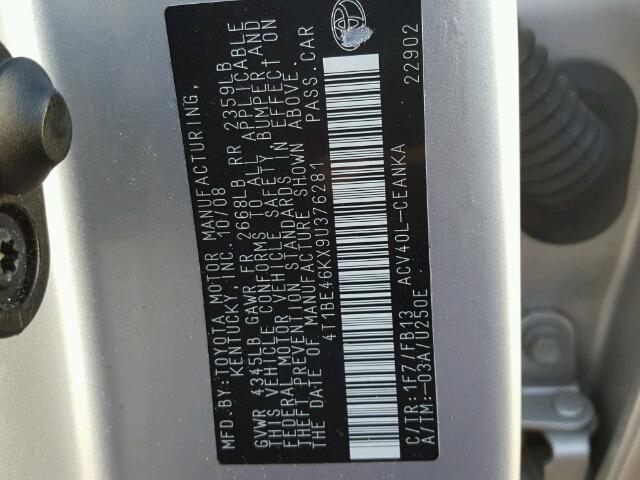 MFD. BY: TOYOTA MOTOR MANUFACTURING,
KENTUCKY, INC. 10/08
GVWR 4345LB GAWR FR 2668LB RR 2359LB
THIS VEHICLE CONFORMS TO ALL APPLICABLE
FEDERAL MOTOR VEHICLE SAFETY, BUMPER, AND
THEFT PREVENTION STANDARDS IN EFFECT ON
THE DATE OF MANUFACTURE SHOWN ABOVE.
4T1BE46KX9U376281 PASS. CAR
C/TR: 1F7/FB13 ACV40L-CEANKA
A/TM: -03A/U250E 22902